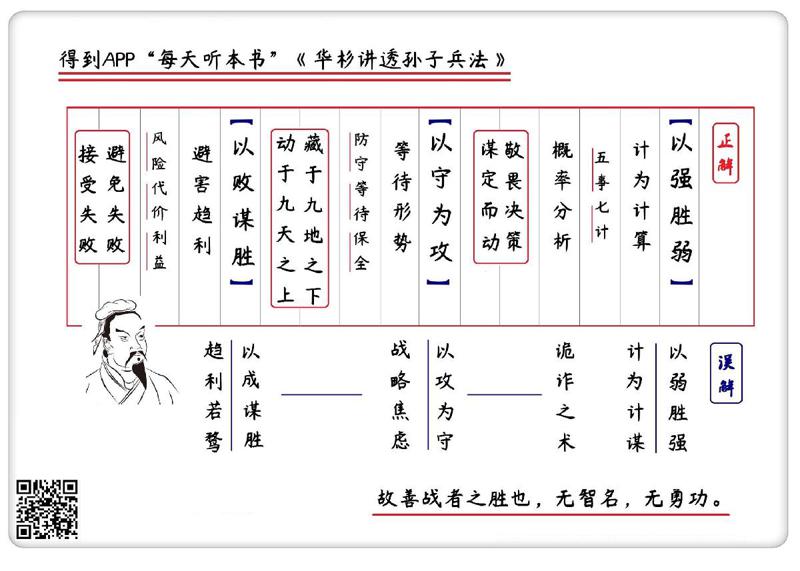 得到APP“每天听本书”《华杉讲透孙子兵法》
正解
【以强胜弱】
计为计算
五事七计
概率分析
敬畏决策
谋定而动
【以守为攻】
等待形势
防守等待保全
藏于九地之下
动于九天之上
【以败谋胜】
避害趋利
风险代价利益
避免失败
接受失败
误解
以弱胜强
计为计谋
诡诈之术
以攻为守
战略焦虑
以成谋胜
趋利若鹜
故善战者之胜也，无智名，无勇功。